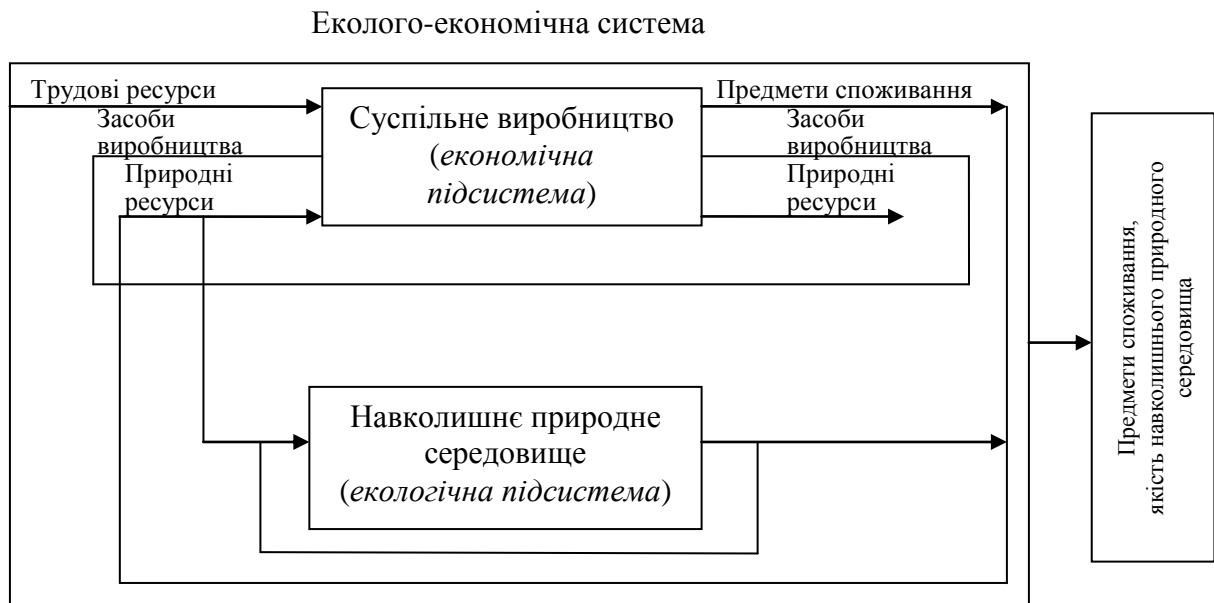 Еколого-економічна система
Трудові ресурси
Засоби
виробництва
Природні
ресурси
Суспільне виробництво
(економічна
підсистема)
Предмети споживання
Засоби
виробництва
Природні
ресурси
Навколишнє природне
середовище
(екологічна підсистема)
Предмети споживання,
якість навколишнього природного
середовища